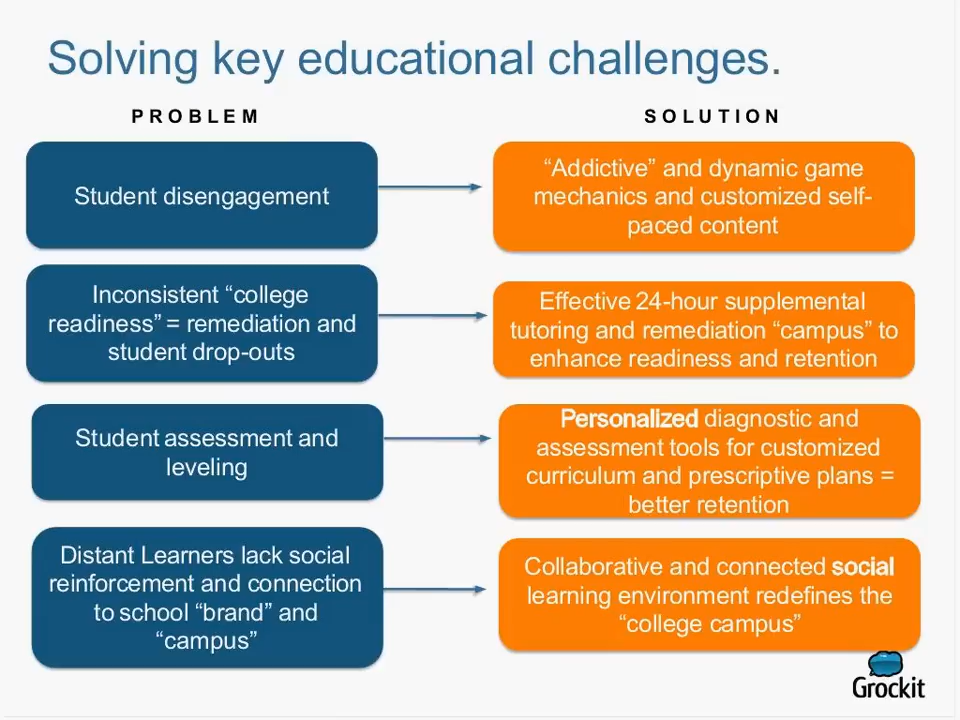 Solving key educational challenges.
PROBLEM
SOLUTION
Student disengagement
“Addictive” and dynamic game
mechanics and customized self-
paced content
Inconsistent “college
readiness” = remediation and
student drop-outs
Effective 24-hour supplemental
tutoring and remediation “campus” to
enhance readiness and retention
Student assessment and
leveling
Personalized diagnostic and
assessment tools for customized
curriculum and prescriptive plans =
better retention
Distant Learners lack social
reinforcement and connection
to school “brand” and
“campus”
Collaborative and connected social
learning environment redefines the
“college campus”
Grockit